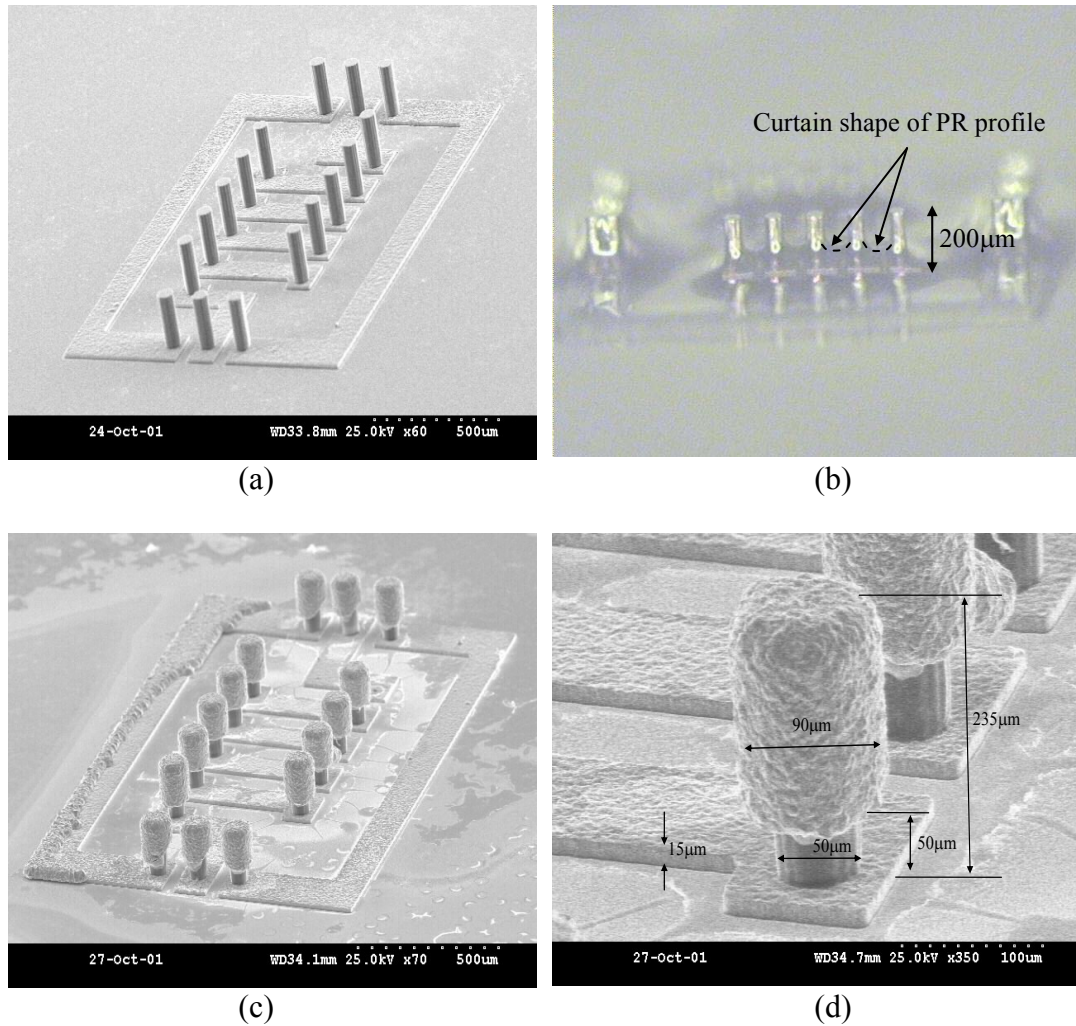 Curtain shape of PR profile
200μm
24-Oct-01 WD33.8mm 25.0kV x60 500um
(a) (b)
90μm
235μm
15μm
50μm
50μm
27-Oct-01 WD34.1mm 25.0kV x70 500um
27-Oct-01 WD34.7mm 25.0kV x350 100um
(c) (d)